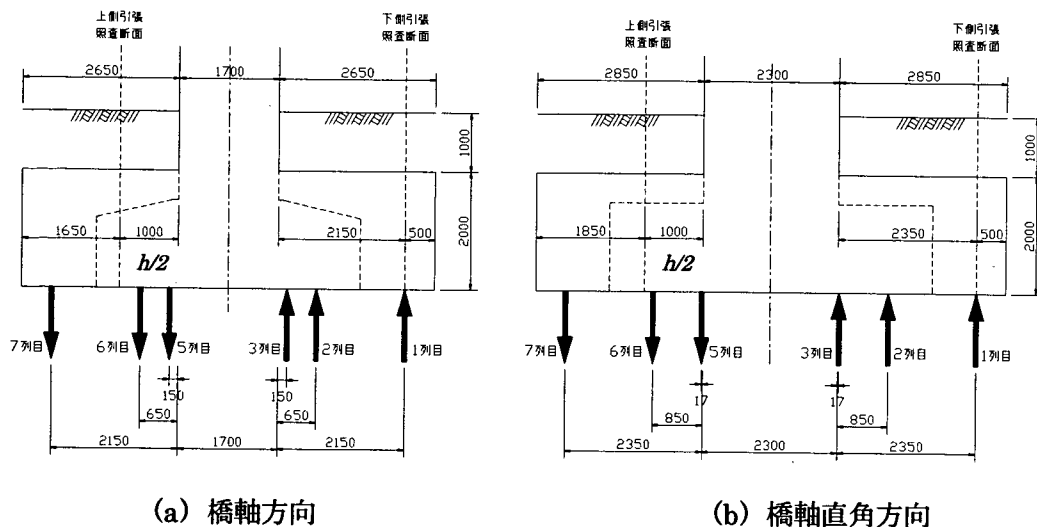 上側引張
照査断面
下側引張
照査断面
2650
1700
2650
1000
2000
1650
1000
2150
500
h/2
7列目
6列目
5列目
3列目
2列目
1列目
150
150
650
650
2150
1700
2150
(a) 橋軸方向
上側引張
照査断面
下側引張
照査断面
2850
2300
2850
1000
2000
1850
1000
2350
500
h/2
7列目
6列目
5列目
3列目
2列目
1列目
17
17
850
850
2350
2300
2350
(b) 橋軸直角方向